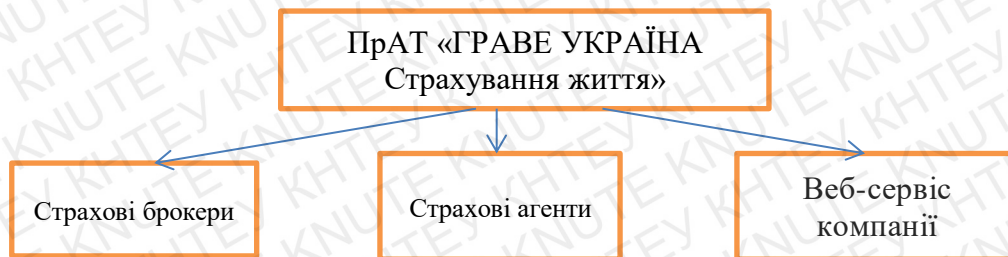 ПрАТ «ГРАВЕ УКРАЇНА
Страхування життя»
Страхові брокери
Страхові агенти
Веб-сервіс
компанії